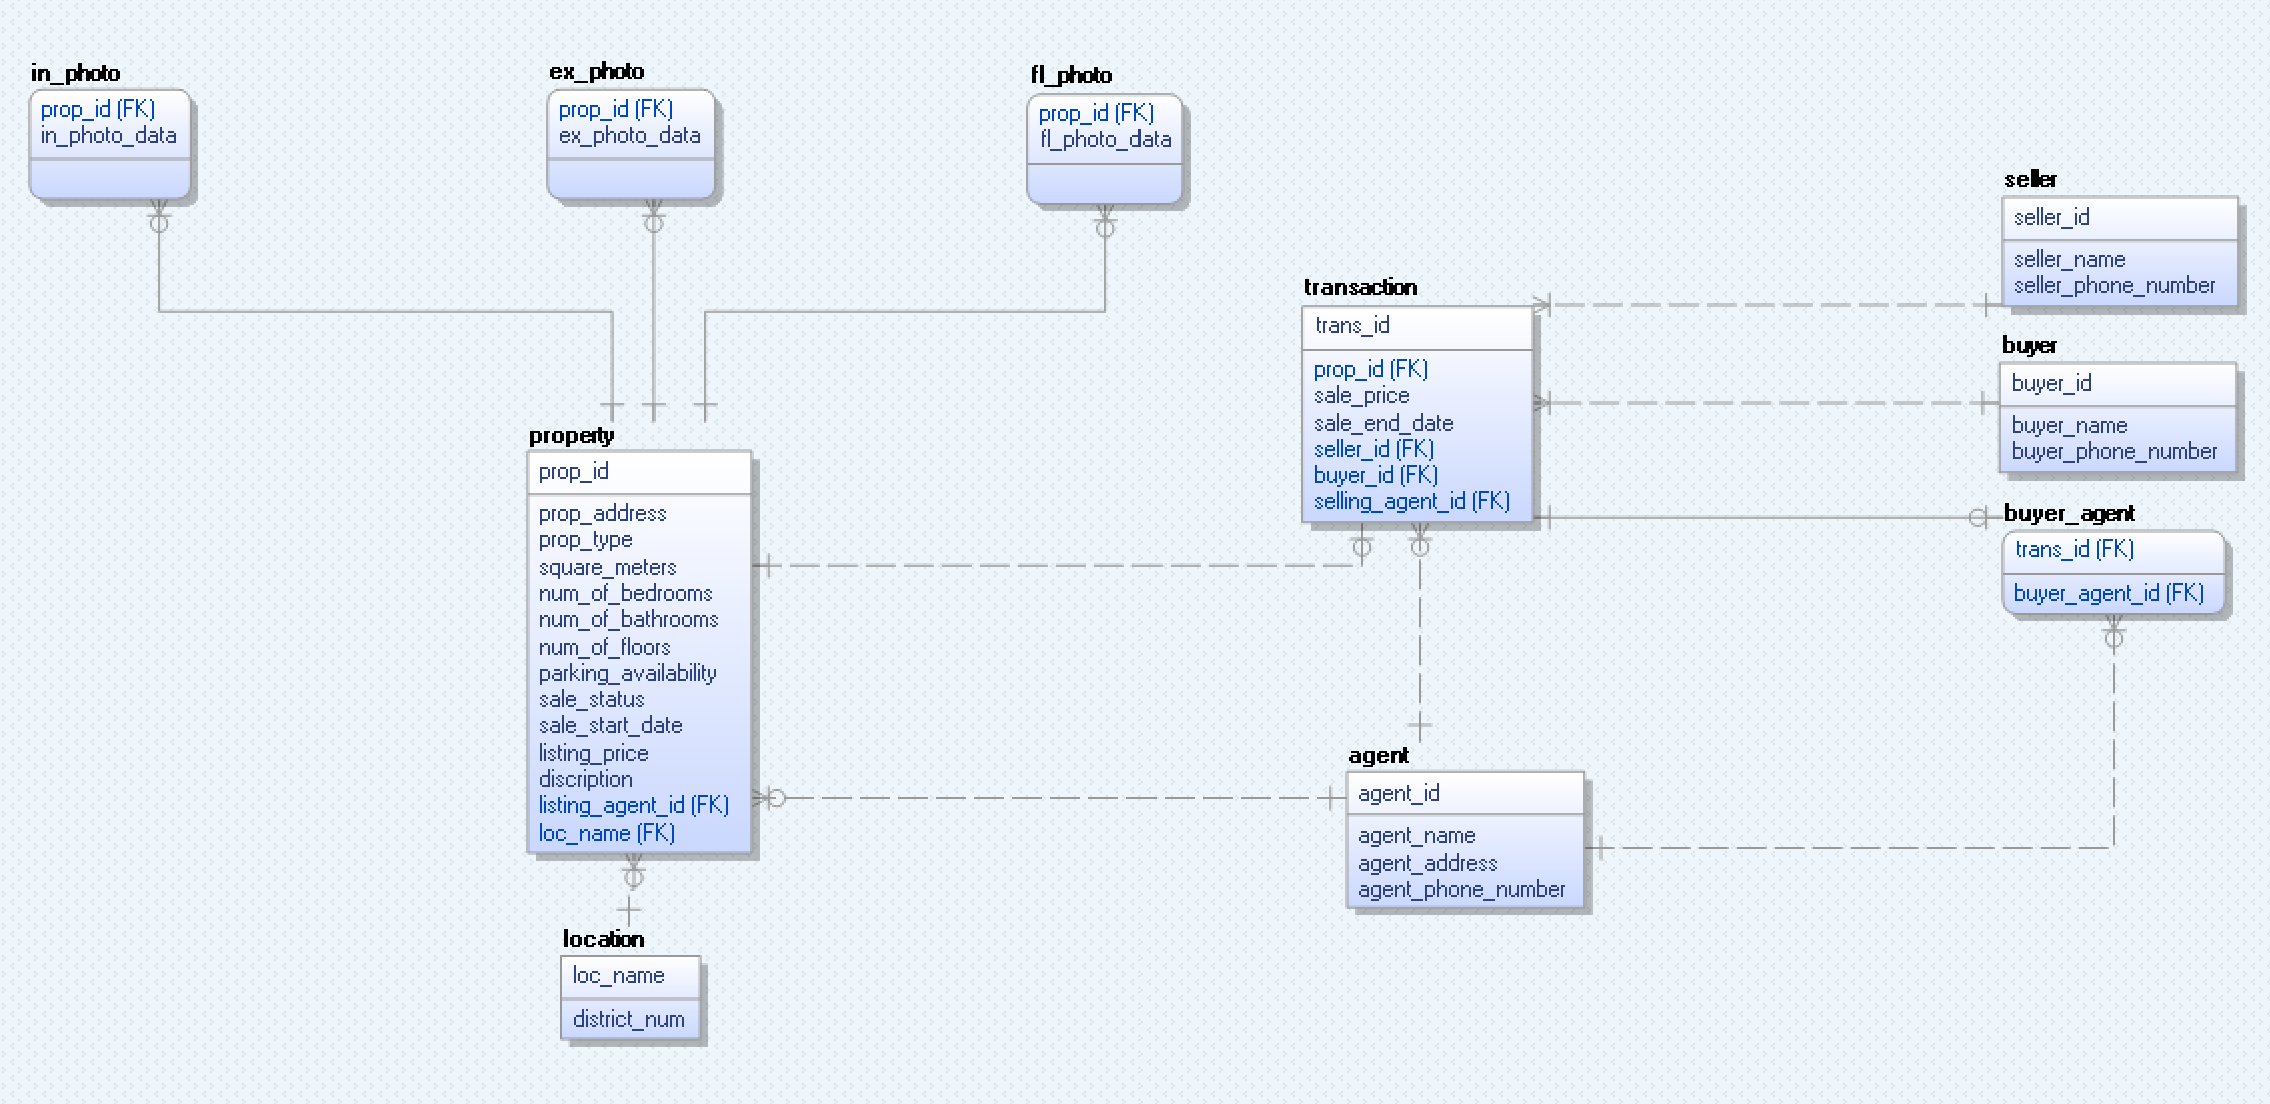 in_photo
prop_id (FK)
in_photo_data
ex_photo
prop_id (FK)
ex_photo_data
fl_photo
prop_id (FK)
fl_photo_data
seller
seller_id
seller_name
seller_phone_number
transaction
trans_id
prop_id (FK)
sale_price
sale_end_date
seller_id (FK)
buyer_id (FK)
selling_agent_id (FK)
buyer
buyer_id
buyer_name
buyer_phone_number
buyer_agent
trans_id (FK)
buyer_agent_id (FK)
property
prop_id
prop_address
prop_type
square_meters
num_of_bedrooms
num_of_bathrooms
num_of_floors
parking_availability
sale_status
sale_start_date
listing_price
discription
listing_agent_id (FK)
loc_name (FK)
agent
agent_id
agent_name
agent_address
agent_phone_number
location
loc_name
district_num